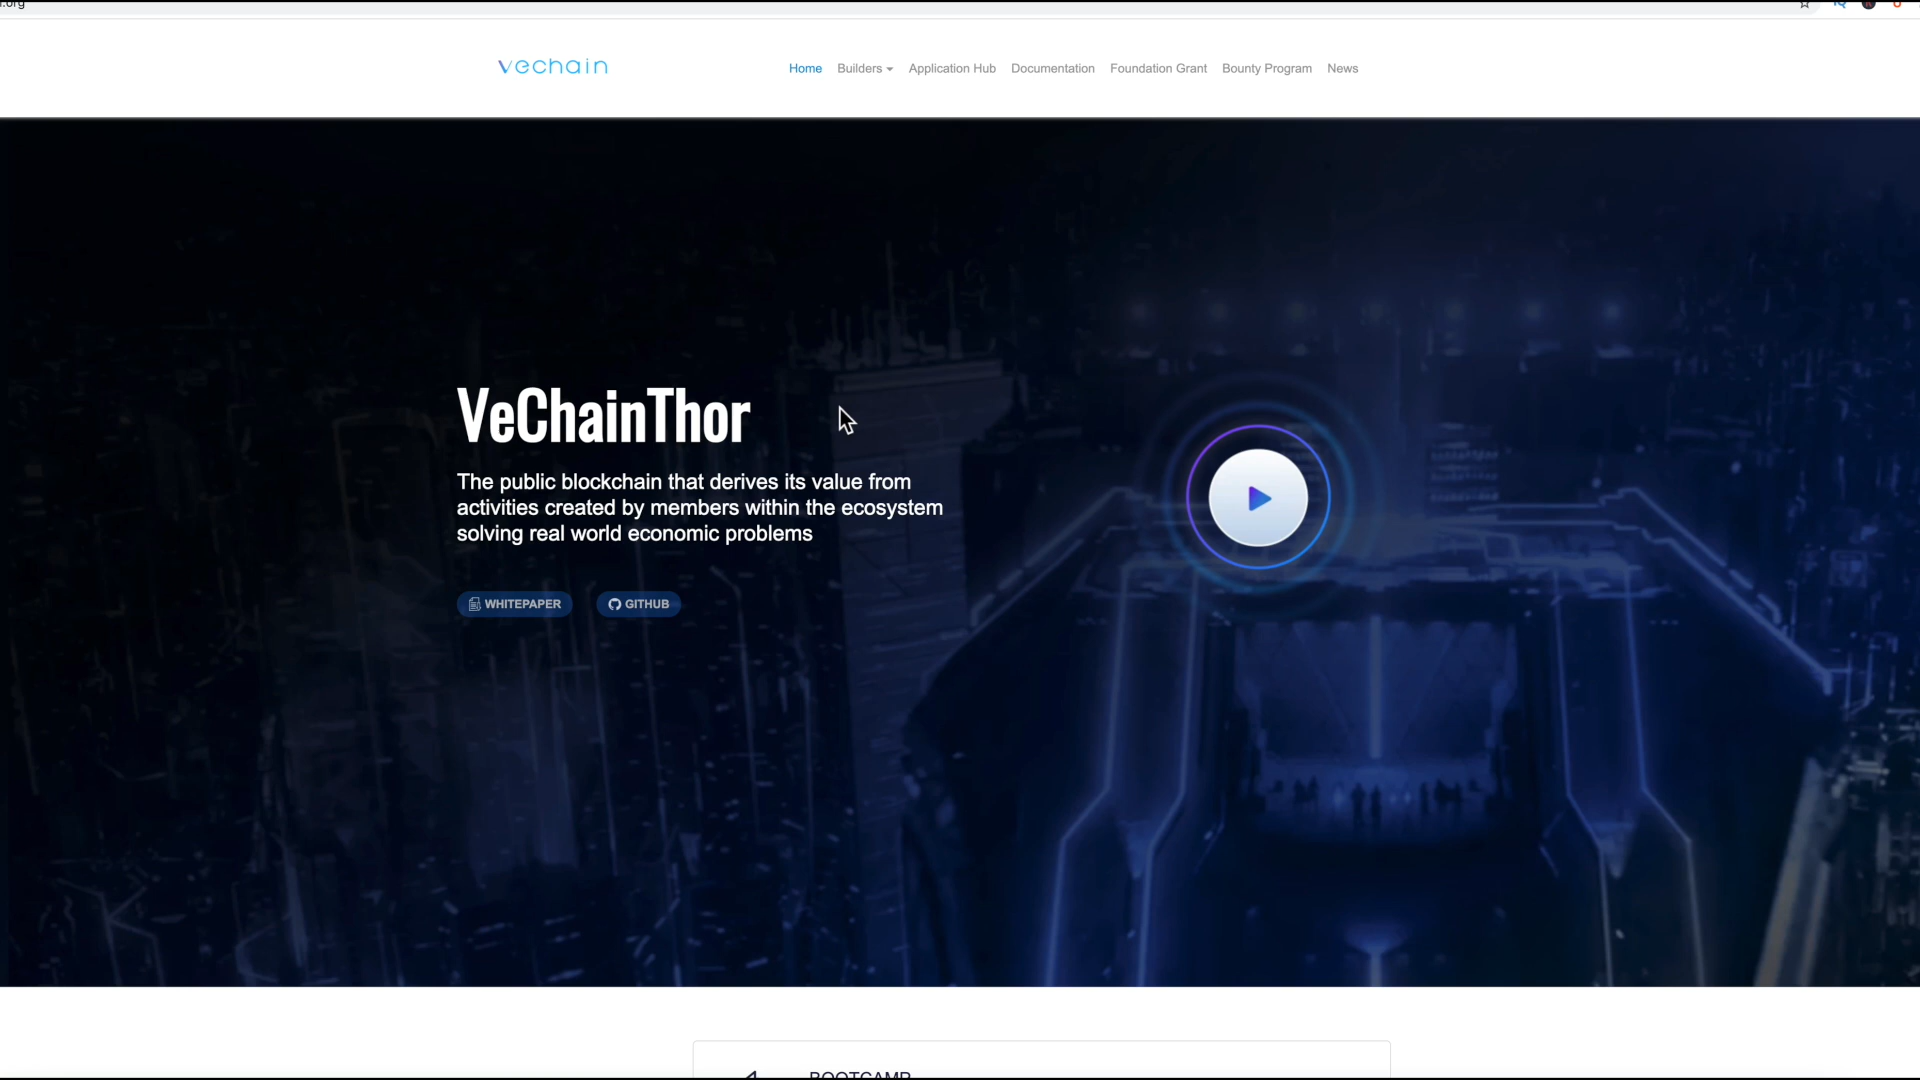 vechain
Home Builders Application Hub Documentation Foundation Grant Bounty Program News
VeChainThor
The public blockchain that derives its value from
activities created by members within the ecosystem
solving real world economic problems
WHITEPAPER GITHUB
BOOTCAMP